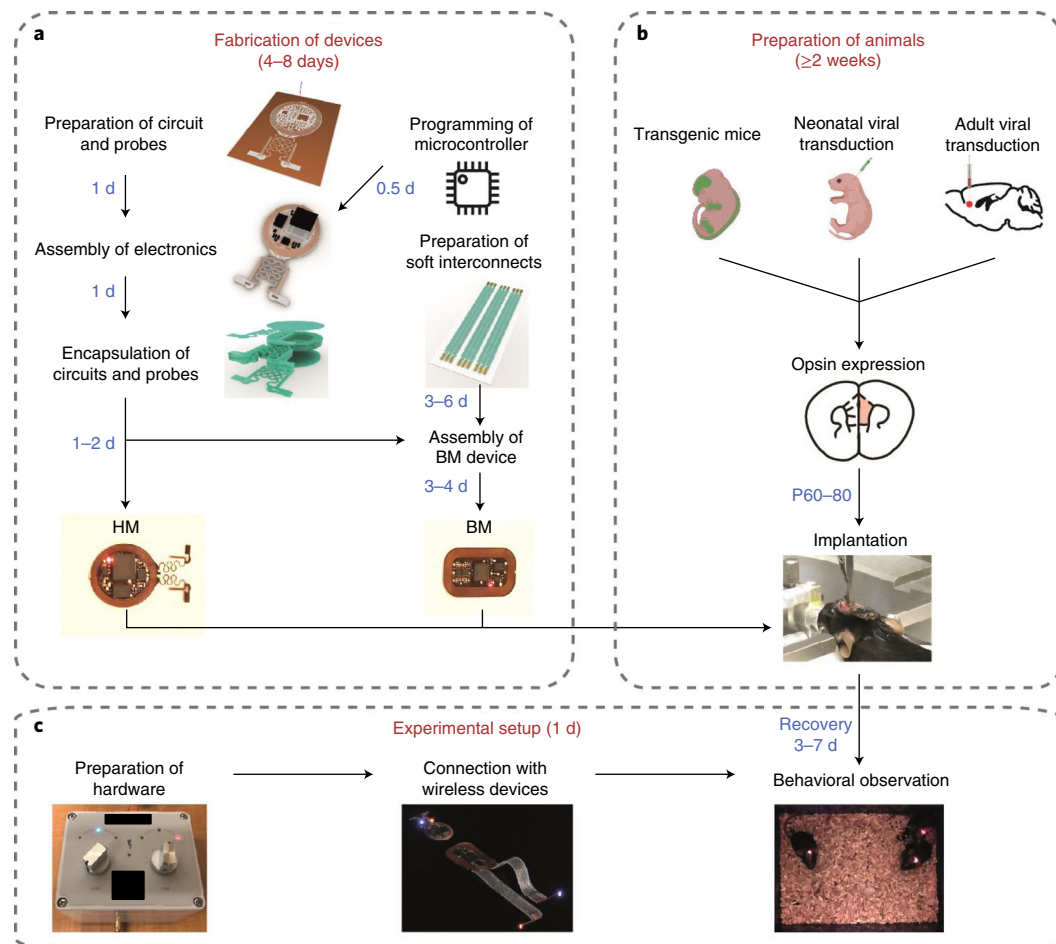 a
Fabrication of devices
(4–8 days)
Preparation of circuit
and probes
1 d
Assembly of electronics
1 d
Encapsulation of
circuits and probes
1–2 d
HM
Programming of
microcontroller
0.5 d
Preparation of
soft interconnects
3–6 d
Assembly of
BM device
3–4 d
BM
b
Preparation of animals
(≥2 weeks)
Transgenic mice
Neonatal viral
transduction
Adult viral
transduction
Opsin expression
P60–80
Implantation
Recovery
3–7 d
c
Experimental setup (1 d)
Preparation of
hardware
Connection with
wireless devices
Behavioral observation